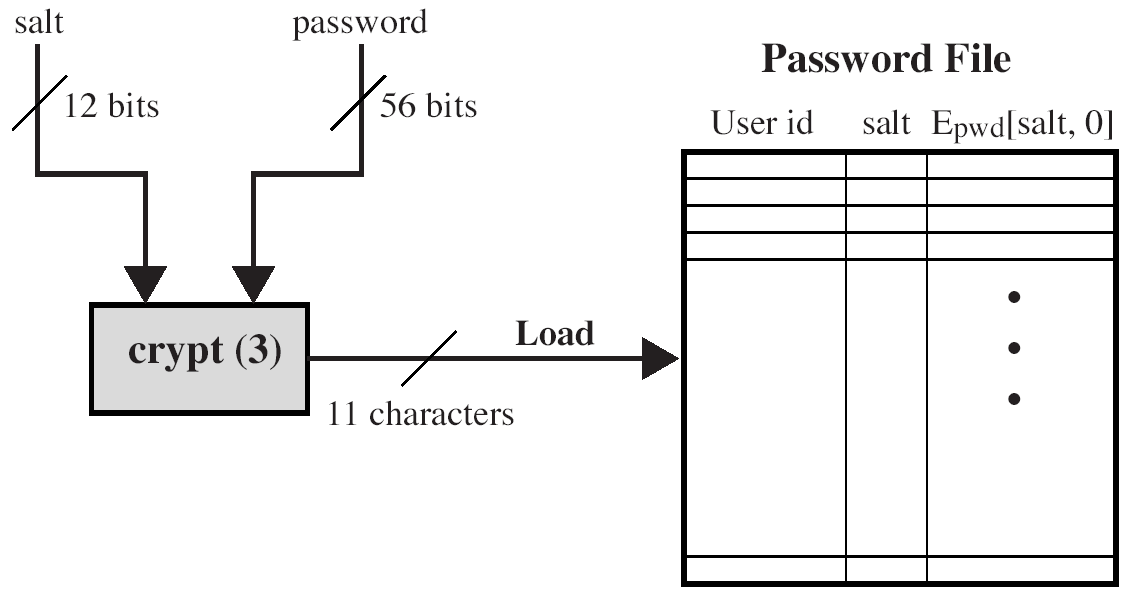 salt
password
12 bits
56 bits
crypt (3)
Load
11 characters
Password File
User id salt Epwd[salt, 0]